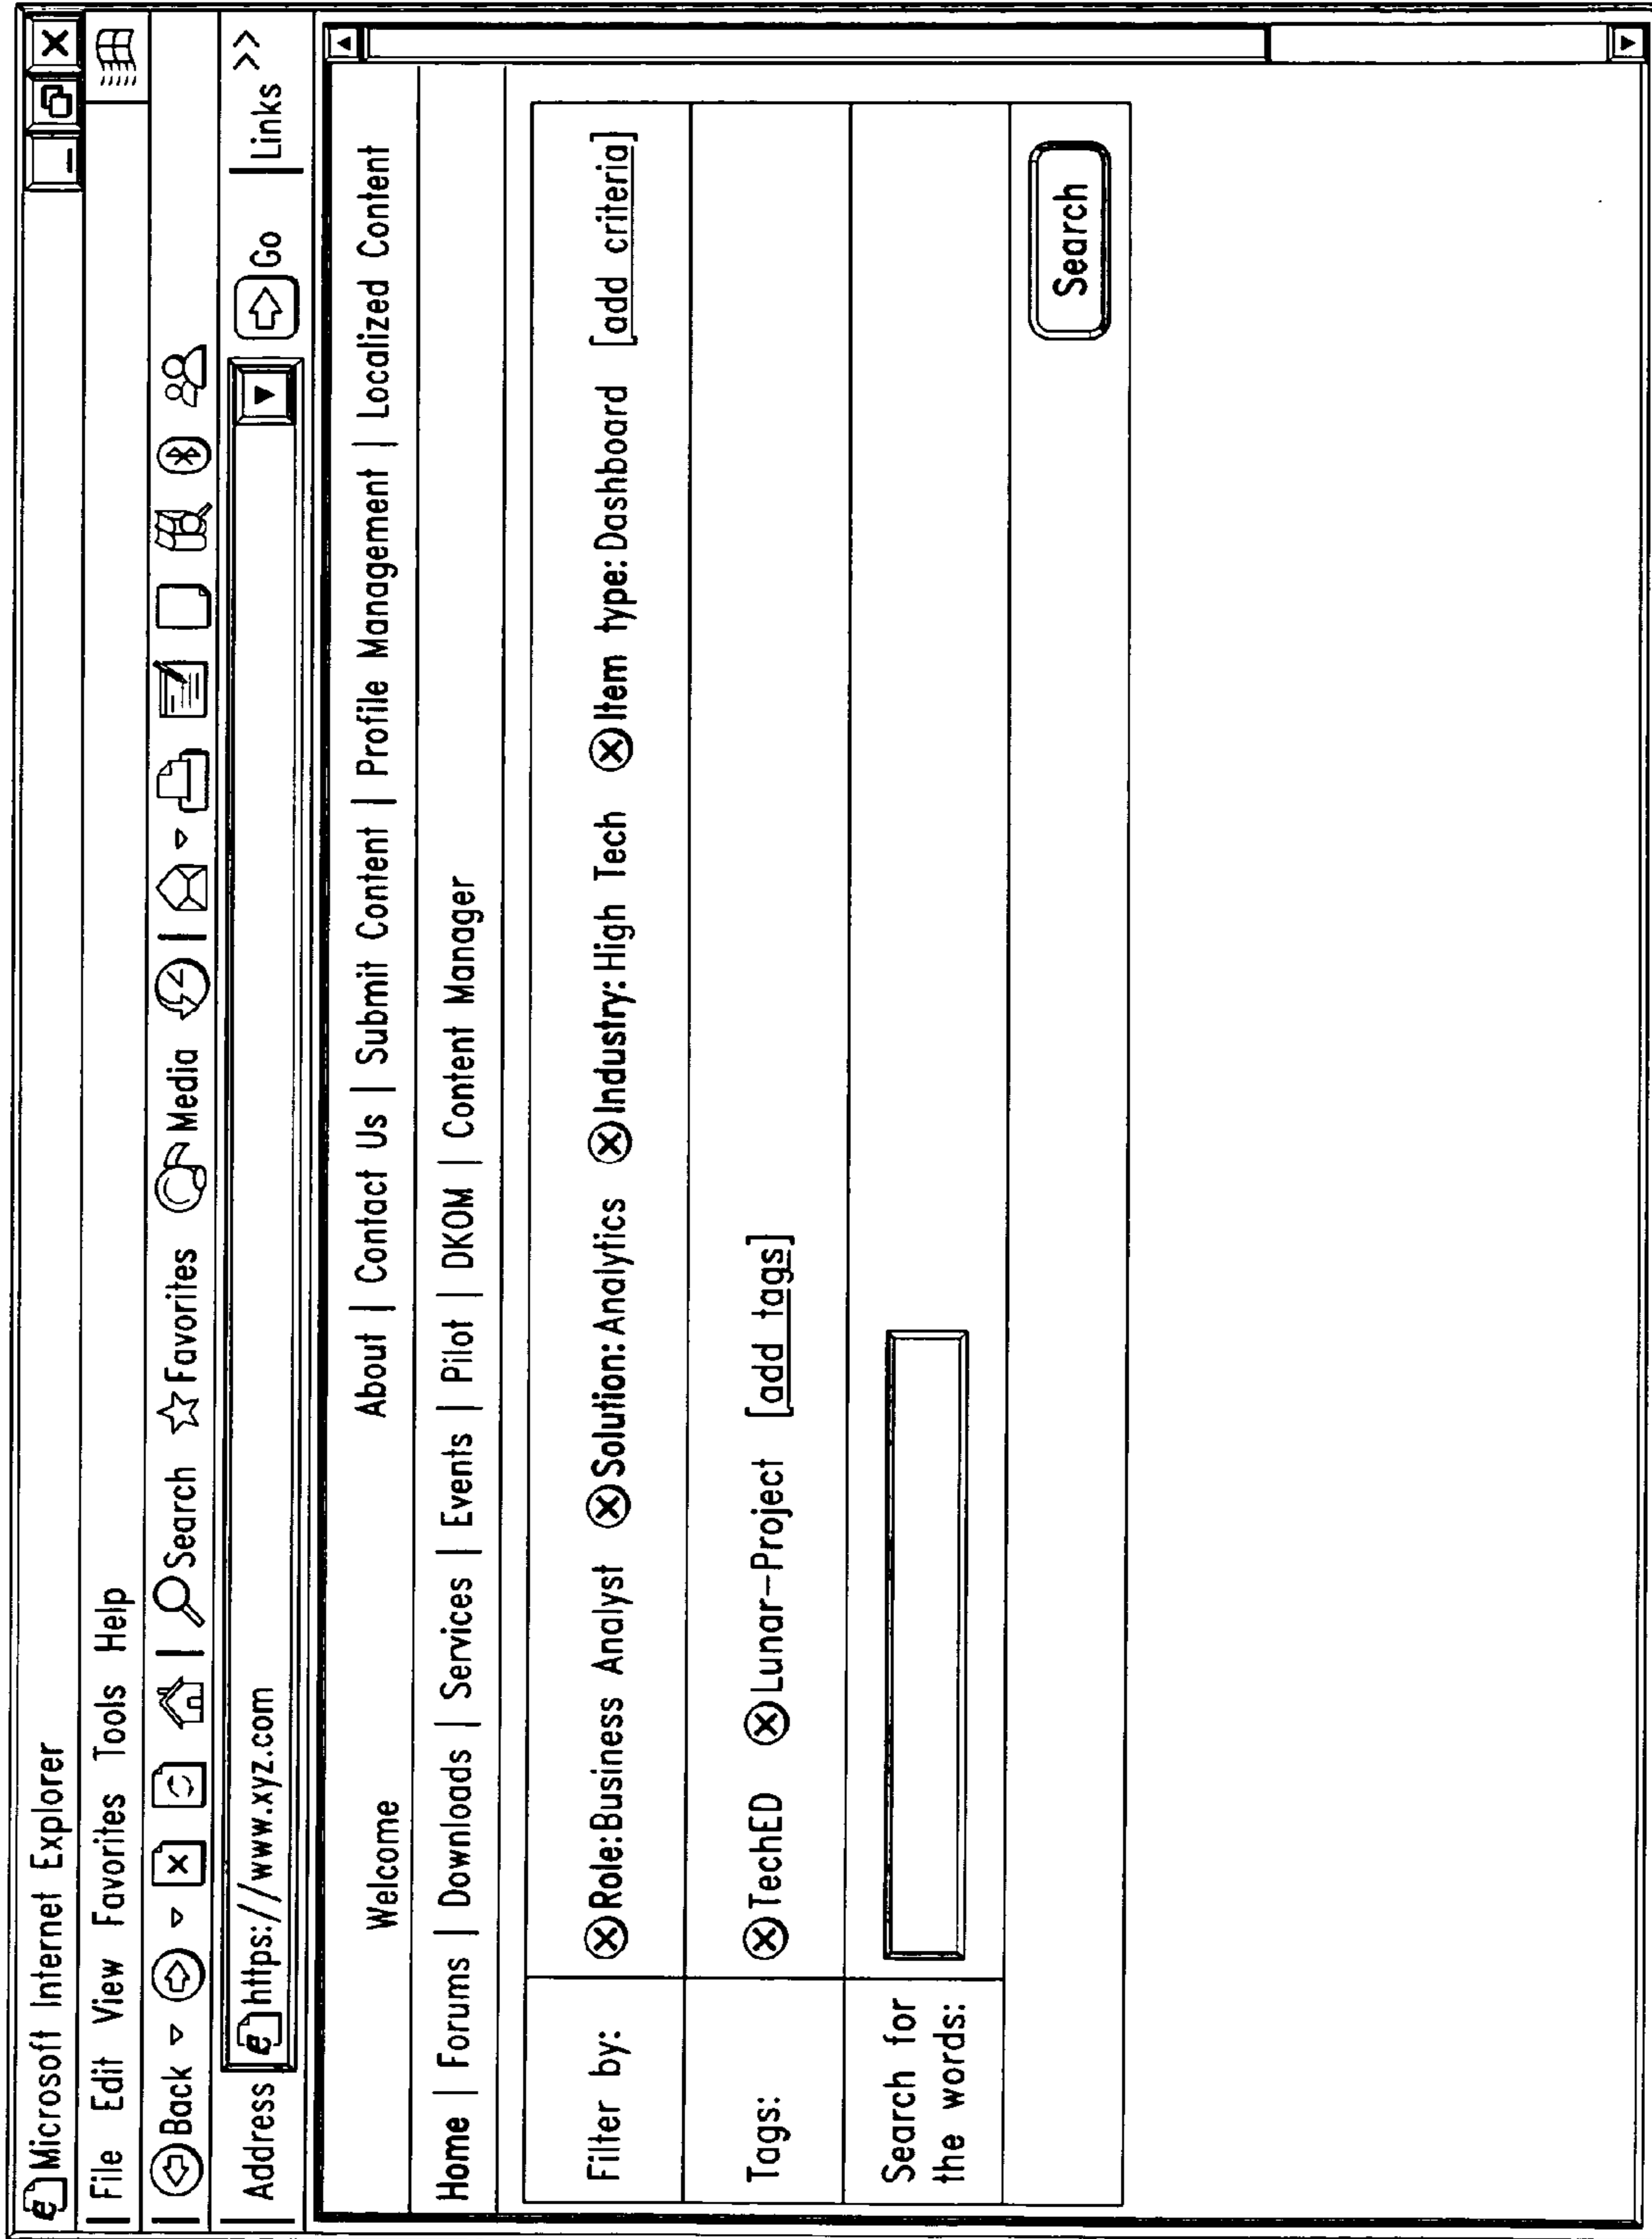 Microsoft Internet Explorer
File Edit View Favorites Tools Help
Back Search Favorites Media
Address https://www.xyz.com Go Links >>
Welcome About | Contact Us | Submit Content | Profile Management | Localized Content
Home | Forums | Downloads | Services | Events | Pilot | DKOM | Content Manager
Filter by: Role:Business Analyst Solution:Analytics Industry:High Tech Item type:Dashboard [add criteria]
Tags: TechED Lunar-Project [add tags]
Search for
the words:
Search